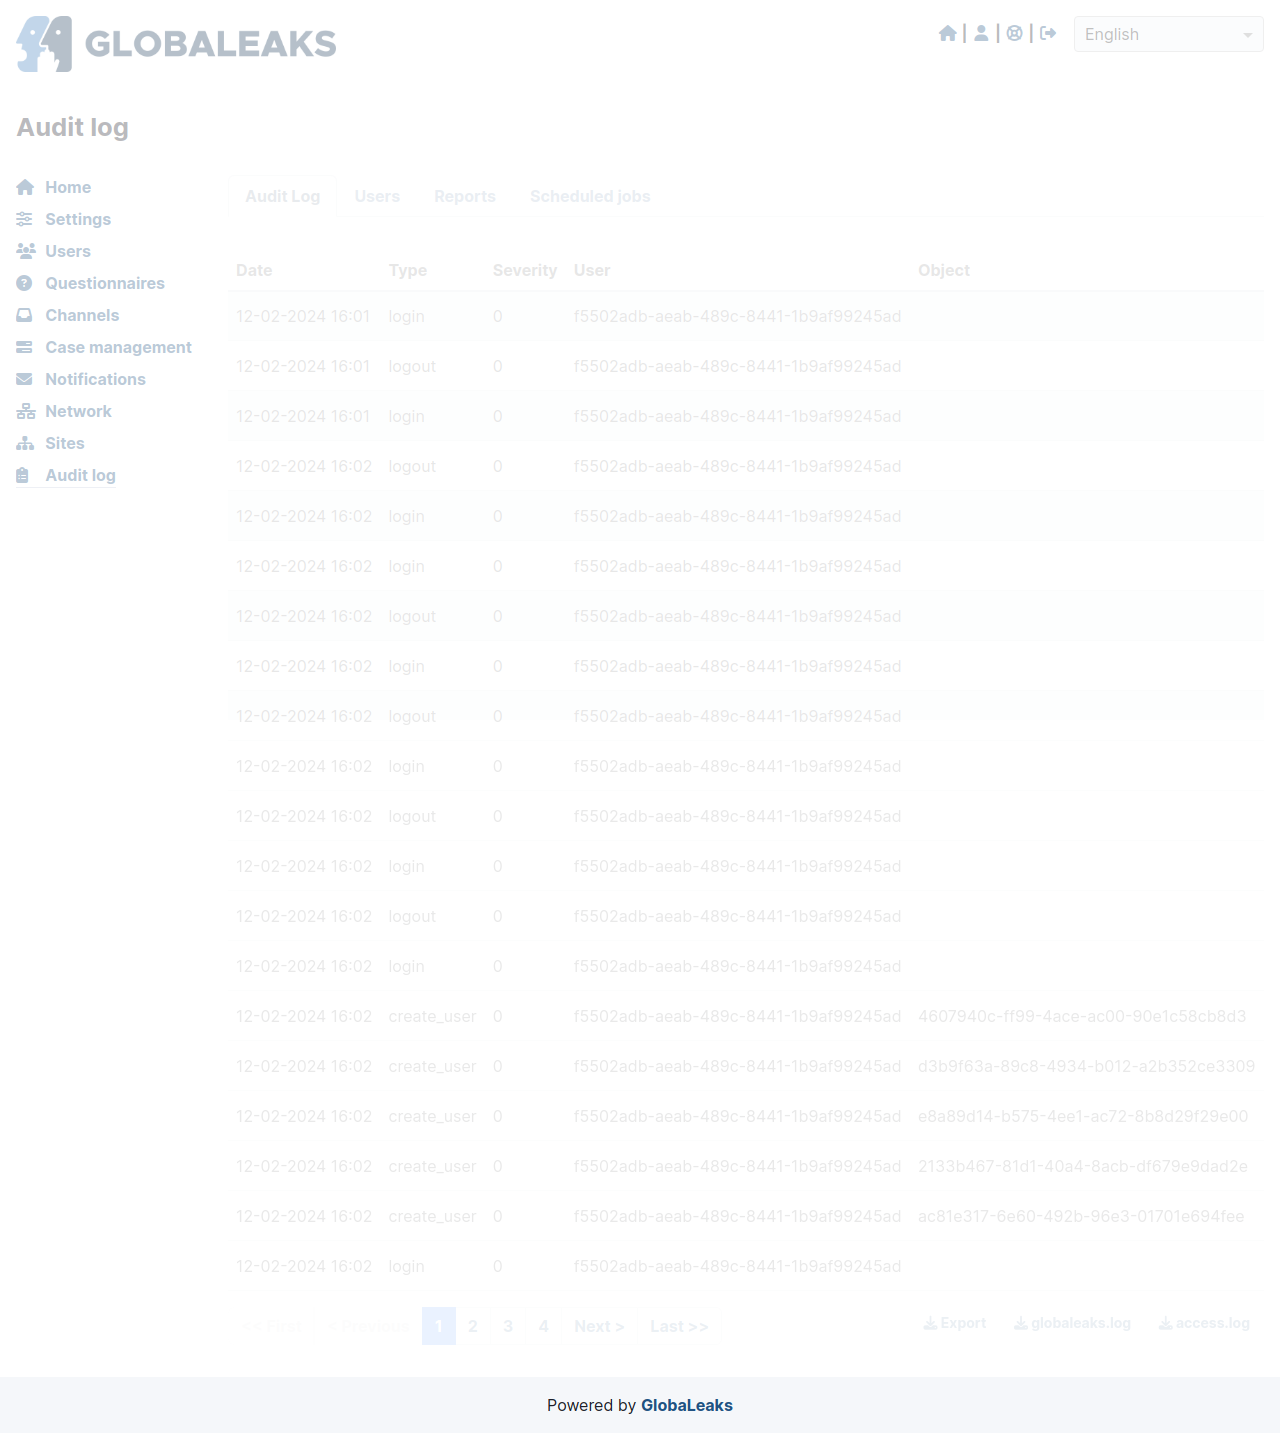 GLOBALEAKS
| | | English
Audit log
Home
Settings
Users
Questionnaires
Channels
Case management
Notifications
Network
Sites
Audit log
Audit Log Users Reports Scheduled jobs
Date Type Severity User Object
12-02-2024 16:01 login 0 f5502adb-aeab-489c-8441-1b9af99245ad
12-02-2024 16:01 logout 0 f5502adb-aeab-489c-8441-1b9af99245ad
12-02-2024 16:01 login 0 f5502adb-aeab-489c-8441-1b9af99245ad
12-02-2024 16:02 logout 0 f5502adb-aeab-489c-8441-1b9af99245ad
12-02-2024 16:02 login 0 f5502adb-aeab-489c-8441-1b9af99245ad
12-02-2024 16:02 login 0 f5502adb-aeab-489c-8441-1b9af99245ad
12-02-2024 16:02 logout 0 f5502adb-aeab-489c-8441-1b9af99245ad
12-02-2024 16:02 login 0 f5502adb-aeab-489c-8441-1b9af99245ad
12-02-2024 16:02 logout 0 f5502adb-aeab-489c-8441-1b9af99245ad
12-02-2024 16:02 login 0 f5502adb-aeab-489c-8441-1b9af99245ad
12-02-2024 16:02 logout 0 f5502adb-aeab-489c-8441-1b9af99245ad
12-02-2024 16:02 login 0 f5502adb-aeab-489c-8441-1b9af99245ad
12-02-2024 16:02 logout 0 f5502adb-aeab-489c-8441-1b9af99245ad
12-02-2024 16:02 login 0 f5502adb-aeab-489c-8441-1b9af99245ad
12-02-2024 16:02 create_user 0 f5502adb-aeab-489c-8441-1b9af99245ad 4607940c-ff99-4ace-ac00-90e1c58cb8d3
12-02-2024 16:02 create_user 0 f5502adb-aeab-489c-8441-1b9af99245ad d3b9f63a-89c8-4934-b012-a2b352ce3309
12-02-2024 16:02 create_user 0 f5502adb-aeab-489c-8441-1b9af99245ad e8a89d14-b575-4ee1-ac72-8b8d29f29e00
12-02-2024 16:02 create_user 0 f5502adb-aeab-489c-8441-1b9af99245ad 2133b467-81d1-40a4-8acb-df679e9dad2e
12-02-2024 16:02 create_user 0 f5502adb-aeab-489c-8441-1b9af99245ad ac81e317-6e60-492b-96e3-01701e694fee
12-02-2024 16:02 login 0 f5502adb-aeab-489c-8441-1b9af99245ad
<< First < Previous 1 2 3 4 Next > Last >> Export globaleaks.log access.log
Powered by GlobaLeaks